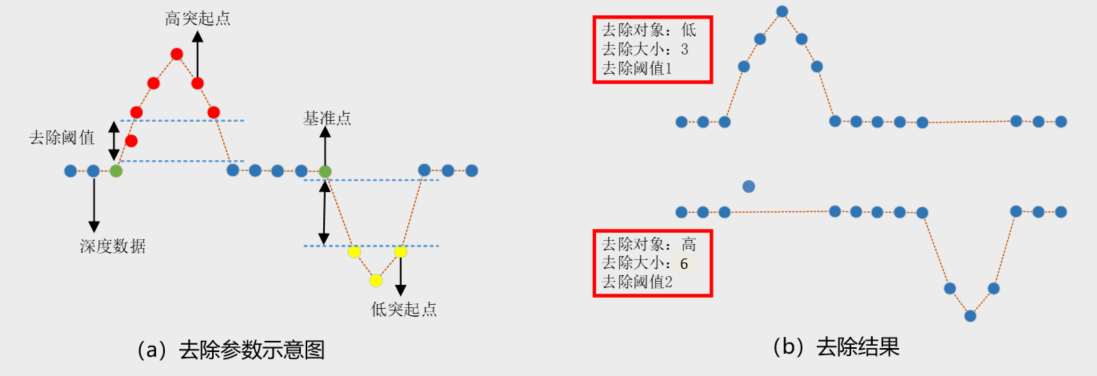 高突起点
去除阈值
基准点
深度数据
低突起点
(a) 去除参数示意图
去除对象：低
去除大小：3
去除阈值1
去除对象：高
去除大小：6
去除阈值2
(b) 去除结果